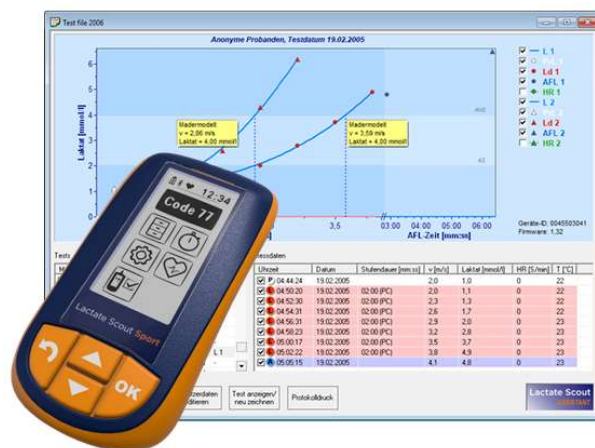 Test file 2006
Anonyme Probanden, Testdatum 19.02.2005
Laktat [mmol/l]
6
5
4
3
2
1
0
Madermodell
v = 2,86 m/s
Laktat = 4,00 mmol/l
Madermodell
v = 3,59 m/s
Laktat = 4,00 mmol/l
3,5
03:00
04:00
05:00
06:00
AFL-Zeit [mm:ss]
L 1
Ld 1
AFL 1
HR 1
L 2
Ld 2
AFL 2
HR 2
Geräte-ID: 0045503041
Firmware: 1,32
12:34
Code 77
Lactate Scout Sport
OK
Tests
Uhrzeit Datum Stufendauer [mm:ss] v [m/s] Laktat [mmol/l] HR [S/min] T [°C]
P 04:44:24 19.02.2005 2,0 1,0 0 22
L 04:50:20 19.02.2005 02:00 (PC) 2,0 1,1 0 22
L 04:52:30 19.02.2005 02:00 (PC) 2,3 1,3 0 22
L 04:54:31 19.02.2005 02:00 (PC) 2,6 1,7 0 22
L 04:56:31 19.02.2005 02:00 (PC) 2,9 2,0 0 23
L 04:58:23 19.02.2005 02:00 (PC) 3,2 2,8 0 23
L 05:00:17 19.02.2005 02:00 (PC) 3,5 3,7 0 23
L 05:02:22 19.02.2005 02:00 (PC) 3,8 4,9 0 23
A 05:05:15 19.02.2005 4,1 4,8 0 23
L 1
Test anzeigen/
neu zeichnen
Protokolldruck
Lactate Scout
ASSISTANT